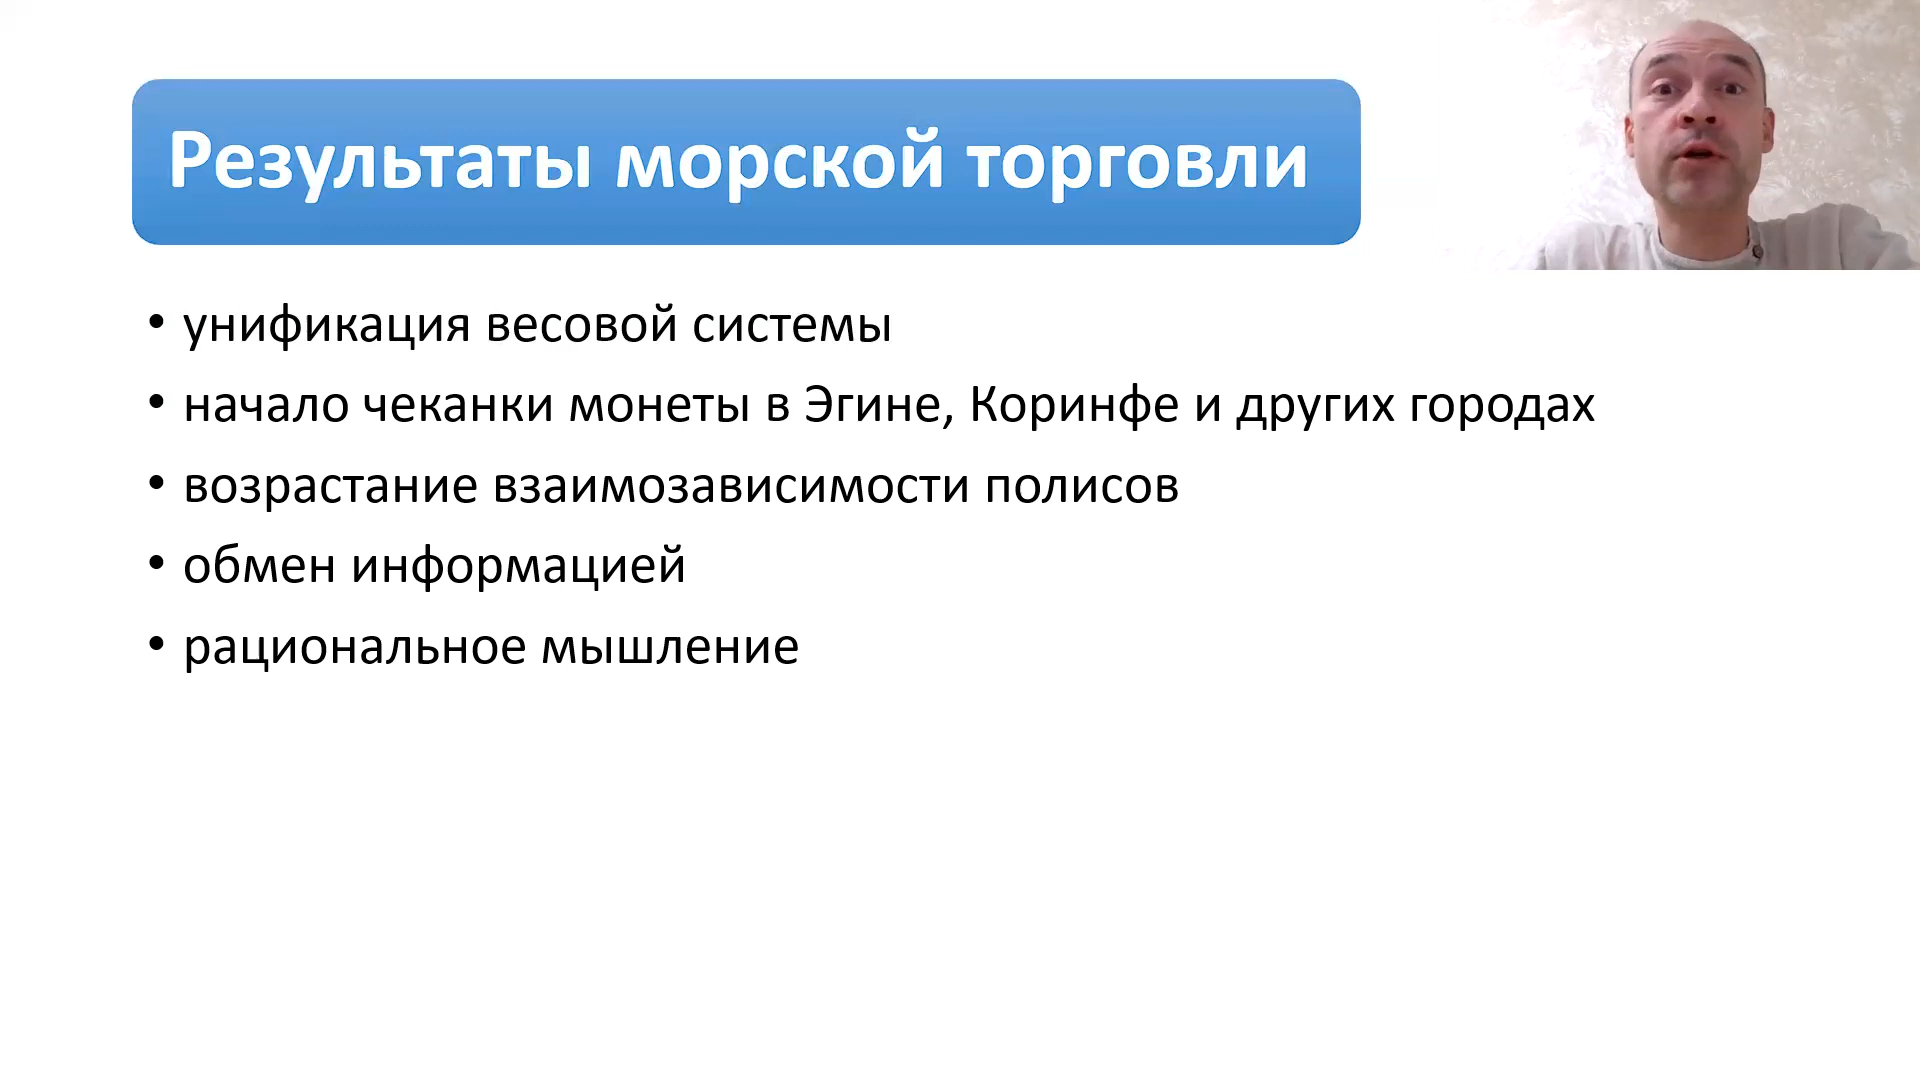 Результаты морской торговли
• унификация весовой системы
• начало чеканки монеты в Эгине, Коринфе и других городах
• возрастание взаимозависимости полисов
• обмен информацией
• рациональное мышление